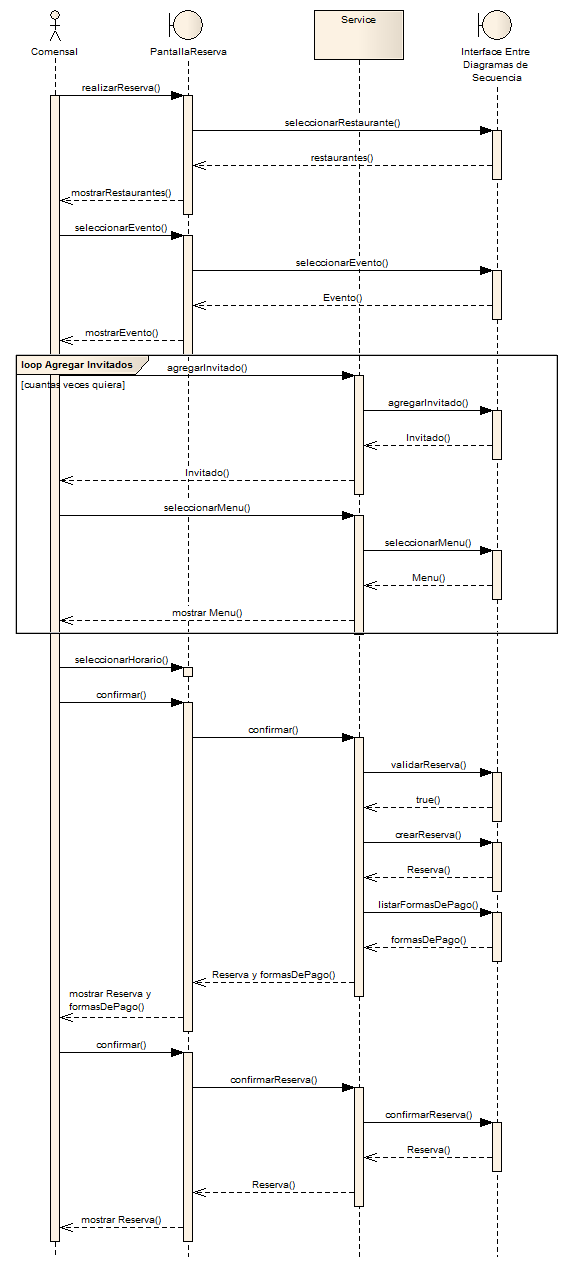 Comensal
PantallaReserva
Service
Interface Entre
Diagramas de
Secuencia
realizarReserva()
seleccionarRestaurante()
restaurantes()
mostrarRestaurantes()
seleccionarEvento()
seleccionarEvento()
Evento()
mostrarEvento()
loop Agregar Invitados
[cuantas veces quiera]
agregarInvitado()
agregarInvitado()
Invitado()
Invitado()
seleccionarMenu()
seleccionarMenu()
Menu()
mostrar Menu()
seleccionarHorario()
confirmar()
confirmar()
validarReserva()
true()
crearReserva()
Reserva()
listarFormasDePago()
formasDePago()
Reserva y formasDePago()
mostrar Reserva y
formasDePago()
confirmar()
confirmarReserva()
confirmarReserva()
Reserva()
Reserva()
mostrar Reserva()